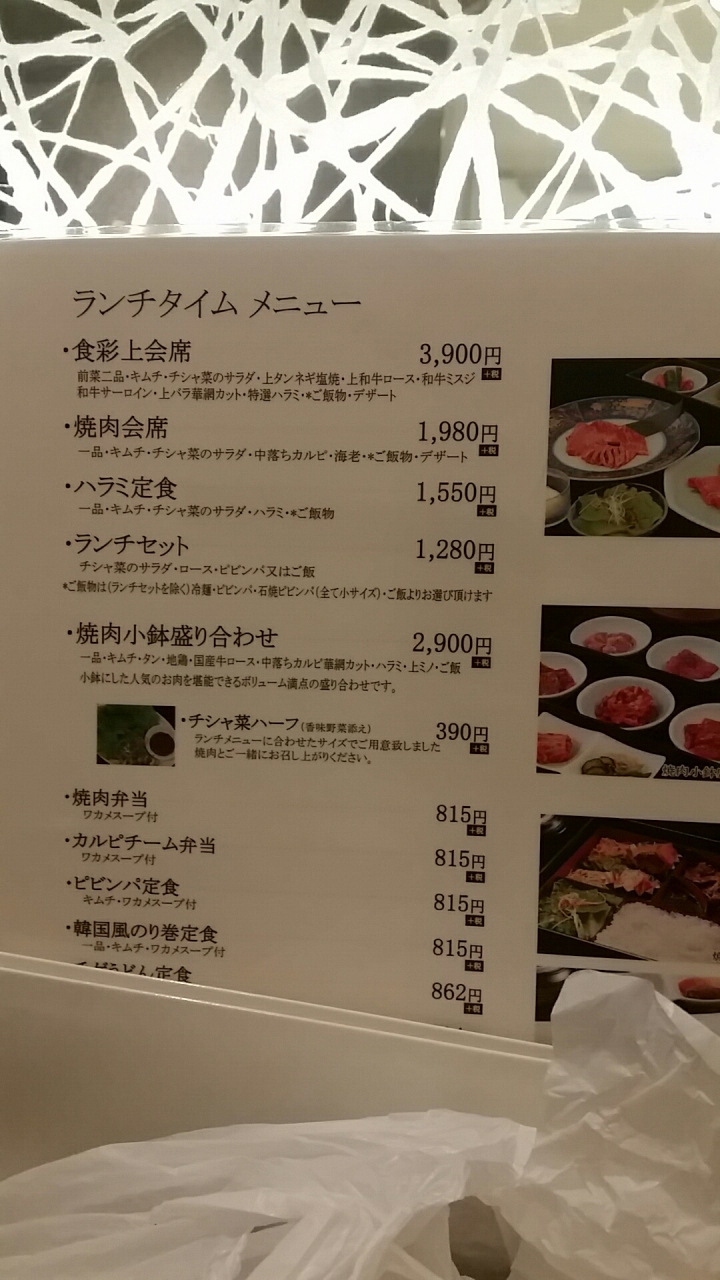 ランチタイム メニュー
・食彩上会席 3,900円
+税
前菜二品・キムチ・チシャ菜のサラダ・上タンネギ塩焼・上和牛ロース・和牛ミスジ
和牛サーロイン・上バラ華網カット・特選ハラミ・*ご飯物・デザート
・焼肉会席 1,980円
+税
一品・キムチ・チシャ菜のサラダ・中落ちカルビ・海老・*ご飯物・デザート
・ハラミ定食 1,550円
+税
一品・キムチ・チシャ菜のサラダ・ハラミ・*ご飯物
・ランチセット 1,280円
+税
チシャ菜のサラダ・ロース・ピビンパ又はご飯
*ご飯物は(ランチセットを除く)冷麺・ピビンパ・石焼ピビンパ(全て小サイズ)・ご飯よりお選び頂けます
・焼肉小鉢盛り合わせ 2,900円
+税
一品・キムチ・タン・地鶏・国産牛ロース・中落ちカルビ華網カット・ハラミ・上ミノ・ご飯
小鉢にした人気のお肉を堪能できるボリューム満点の盛り合わせです。
・チシャ菜ハーフ(香味野菜添え) 390円
+税
ランチメニューに合わせたサイズでご用意致しました
焼肉とご一緒にお召し上がりください。
・焼肉弁当 815円
+税
ワカメスープ付
・カルピチーム弁当 815円
+税
ワカメスープ付
・ピビンパ定食 815円
+税
キムチ・ワカメスープ付
・韓国風のり巻定食 815円
+税
一品・キムチ・ワカメスープ付
うどん定食 862円
+税
焼肉小鉢